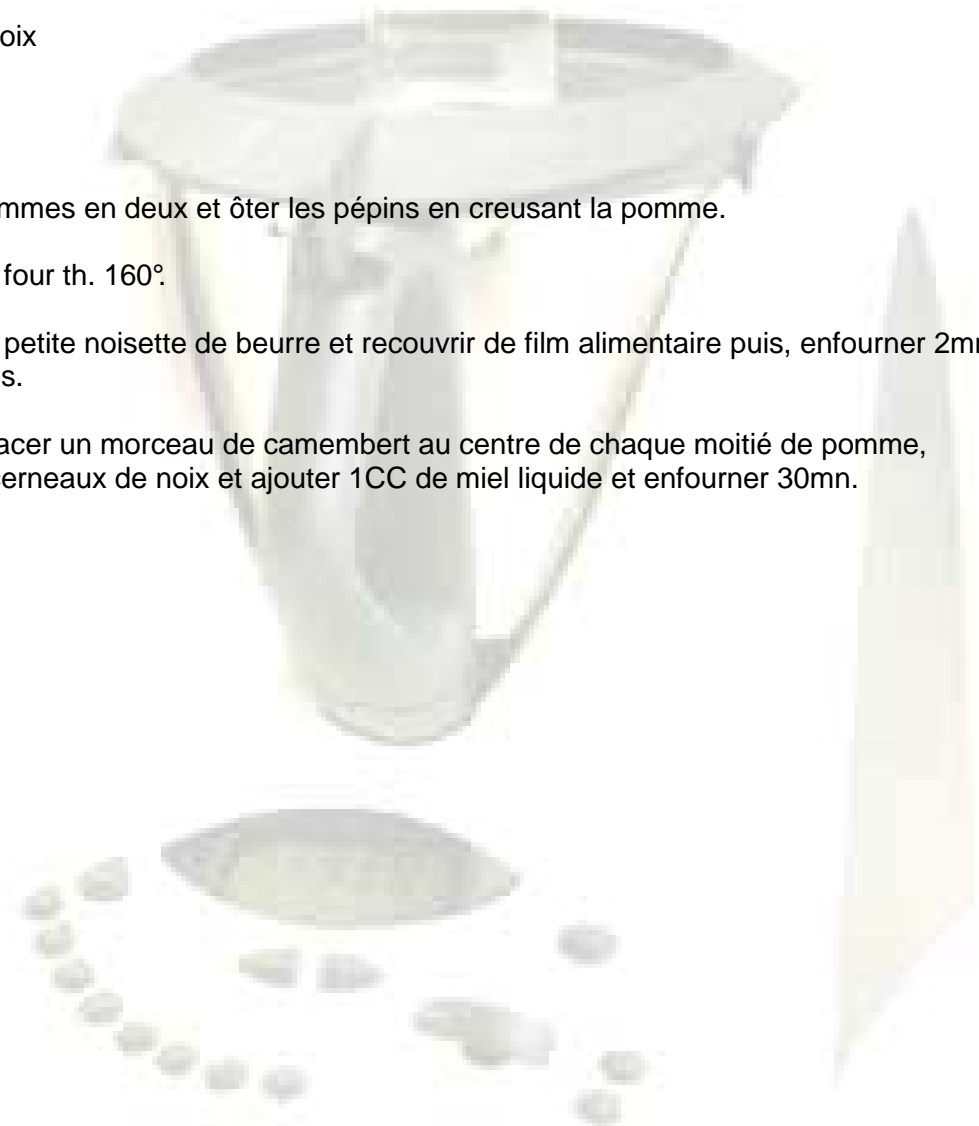 oix
mmes en deux et ôter les pépins en creusant la pomme.
four th. 160°.
petite noisette de beurre et recouvrir de film alimentaire puis, enfourner 2m
s.
acer un morceau de camembert au centre de chaque moitié de pomme,
cerneaux de noix et ajouter 1CC de miel liquide et enfourner 30mn.